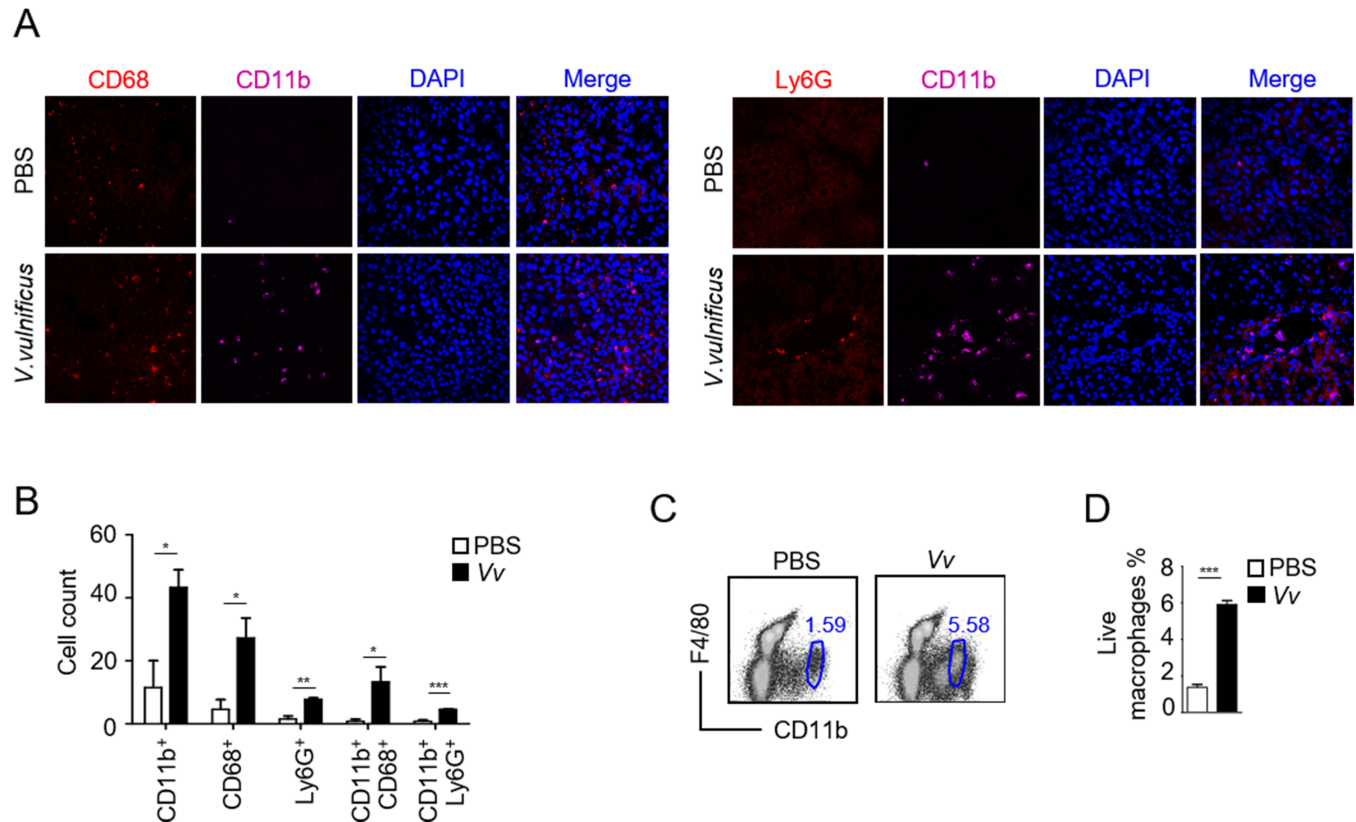 A
CD68 CD11b DAPI Merge
Ly6G CD11b DAPI Merge
PBS
V.vulnificus
PBS
V.vulnificus
B
Cell count
60
40
20
0
* * ** * ***
PBS
Vv
CD11b⁺
CD68⁺
Ly6G⁺
CD11b⁺
CD68⁺
CD11b⁺
Ly6G⁺
C
PBS Vv
1.59 5.58
F4/80
CD11b
D
Live
macrophages %
8
6
4
2
0
***
PBS
Vv